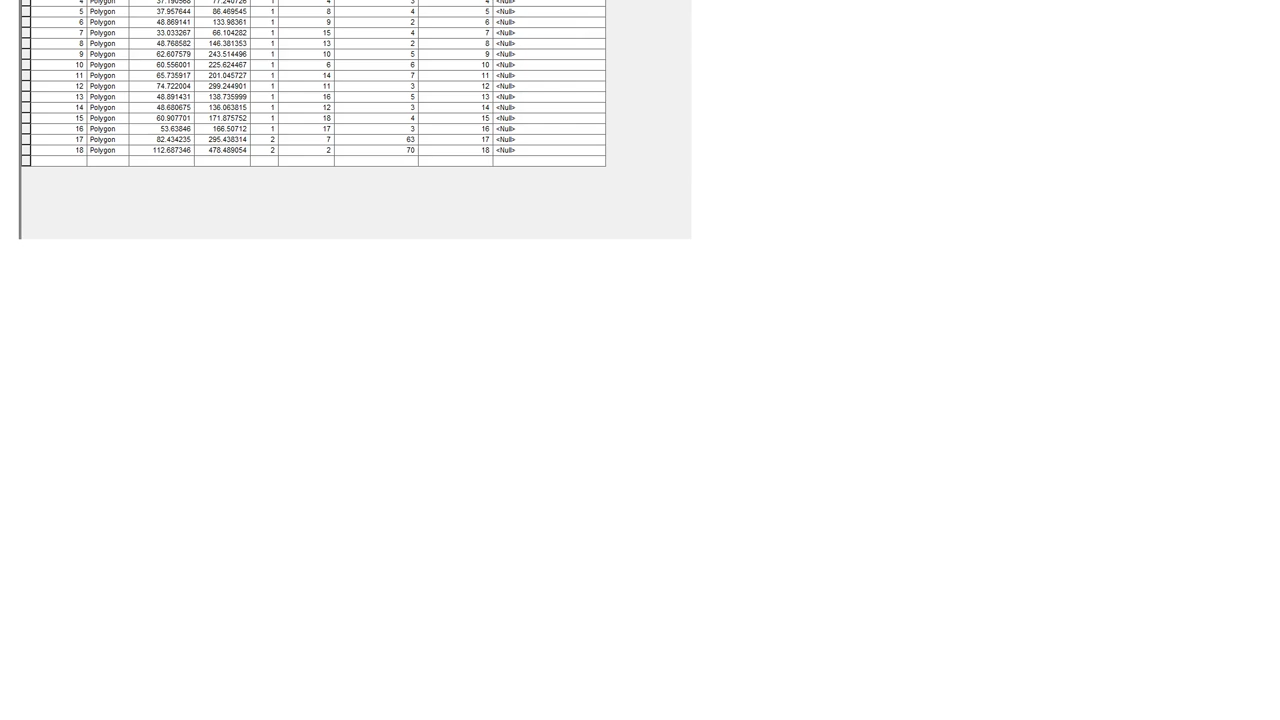 4 Polygon 37.190568 77.240726 1 4 3 4 <Null>
5 Polygon 37.957644 86.469545 1 8 4 5 <Null>
6 Polygon 48.869141 133.98361 1 9 2 6 <Null>
7 Polygon 33.033267 66.104282 1 15 4 7 <Null>
8 Polygon 48.768582 146.381353 1 13 2 8 <Null>
9 Polygon 62.607579 243.514496 1 10 5 9 <Null>
10 Polygon 60.556001 225.624467 1 6 6 10 <Null>
11 Polygon 65.735917 201.045727 1 14 7 11 <Null>
12 Polygon 74.722004 299.244901 1 11 3 12 <Null>
13 Polygon 48.891431 138.735999 1 16 5 13 <Null>
14 Polygon 48.680675 136.063815 1 12 3 14 <Null>
15 Polygon 60.907701 171.875752 1 18 4 15 <Null>
16 Polygon 53.63846 166.50712 1 17 3 16 <Null>
17 Polygon 82.434235 295.438314 2 7 63 17 <Null>
18 Polygon 112.687346 478.489054 2 2 70 18 <Null>